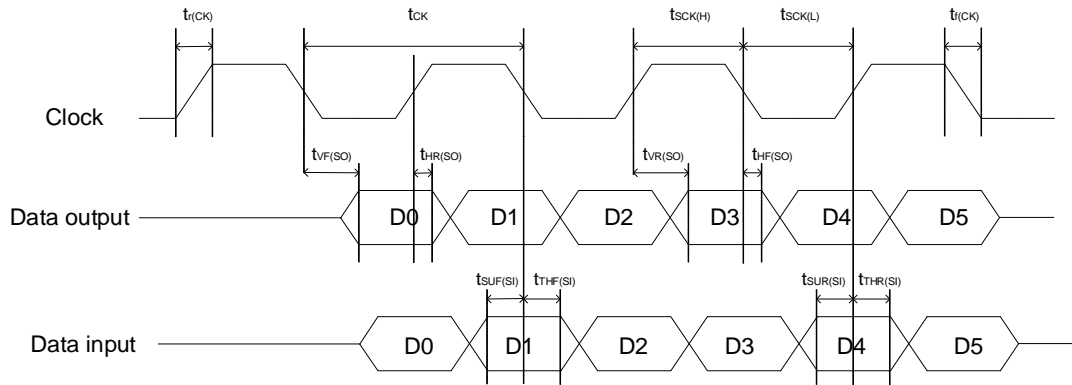 tr(CK) tCK tSCK(H) tSCK(L) tf(CK)
Clock
tVF(SO) tHR(SO) tVR(SO) tHF(SO)
Data output D0 D1 D2 D3 D4 D5
tSUF(SI) tTHF(SI) tSUR(SI) tTHR(SI)
Data input D0 D1 D2 D3 D4 D5